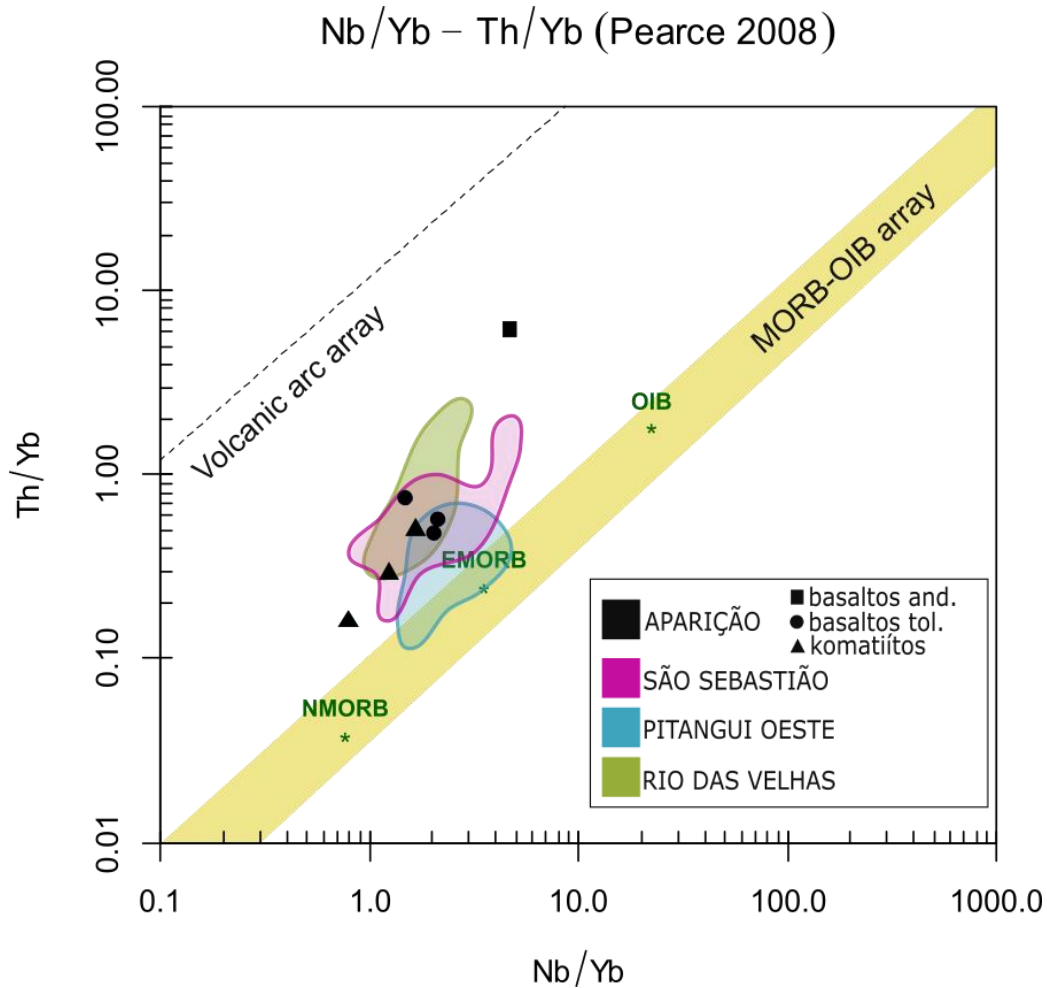 Nb/Yb – Th/Yb (Pearce 2008)
100.00
10.00
1.00
0.10
0.01
Th/Yb
Volcanic arc array
MORB-OIB array
OIB
*
EMORB
*
NMORB
*
APARIÇÃO
basaltos and.
basaltos tol.
komatiítos
SÃO SEBASTIÃO
PITANGUI OESTE
RIO DAS VELHAS
0.1 1.0 10.0 100.0 1000.0
Nb/Yb